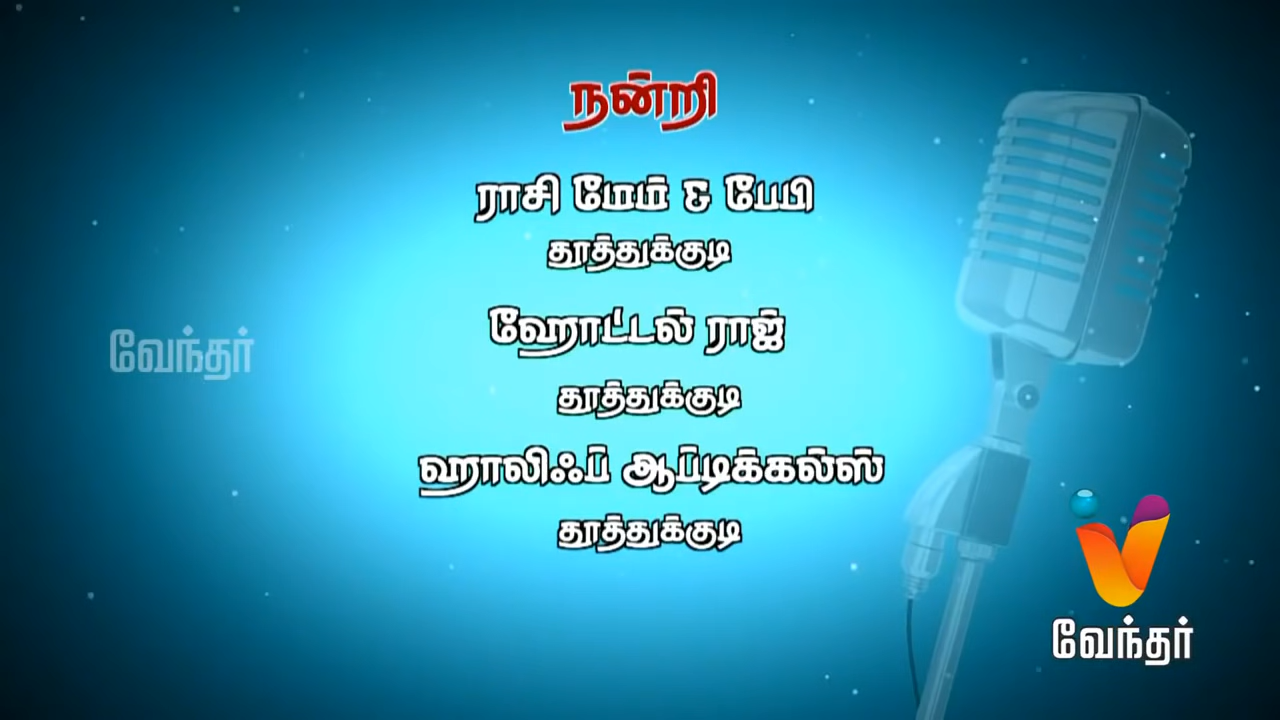 நன்றி
ராசி மேம் & பேபி
தூத்துக்குடி
ஹோட்டல் ராஜ்
வேந்தர்
தூத்துக்குடி
ஹாலிஃப் ஆப்டிக்கல்ஸ்
தூத்துக்குடி
வேந்தர்